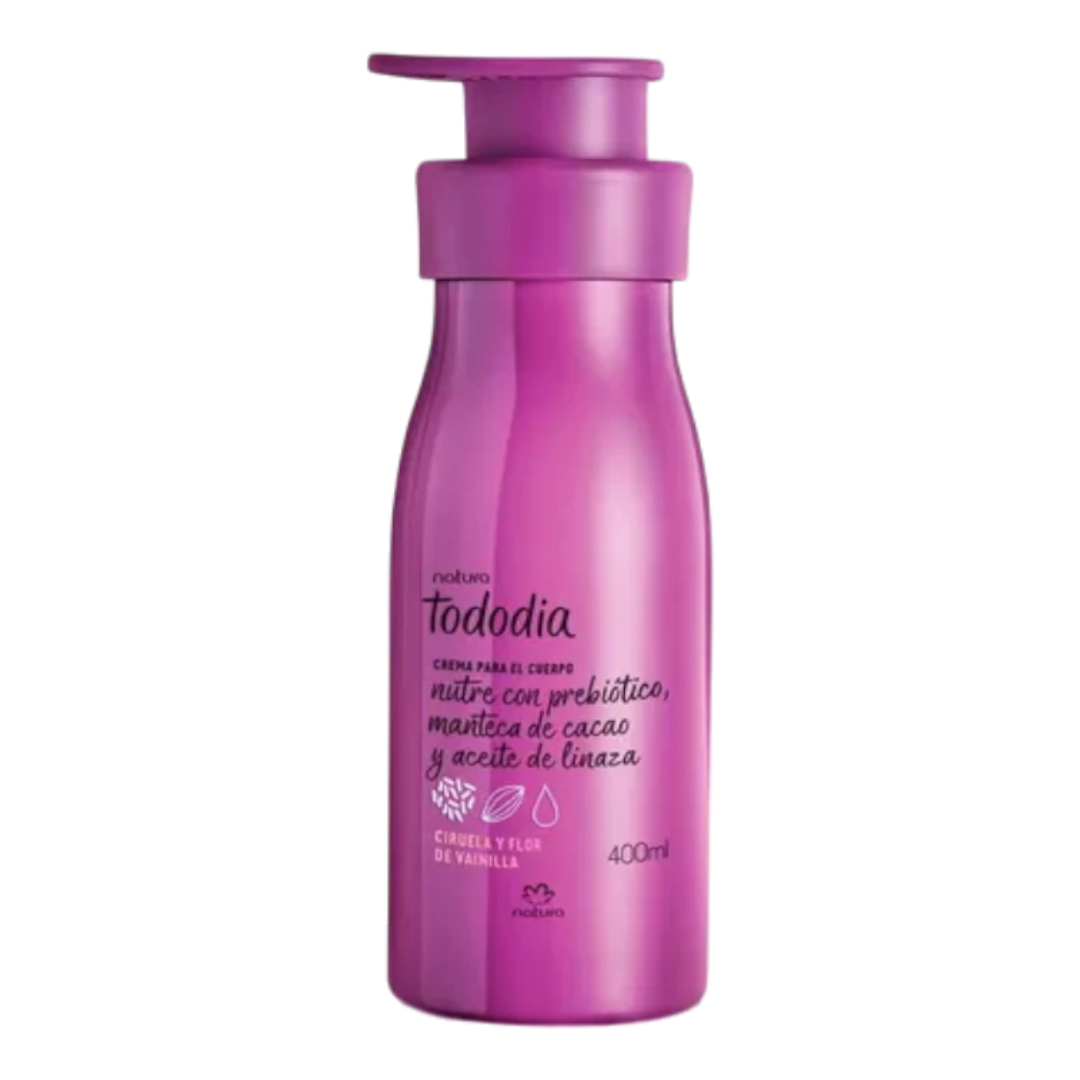 natura
Tododia
CREMA PARA EL CUERPO
nutre con prebiótico,
manteca de cacao
y aceite de linaza
CIRUELA Y FLOR
DE VAINILLA
400ml
natura